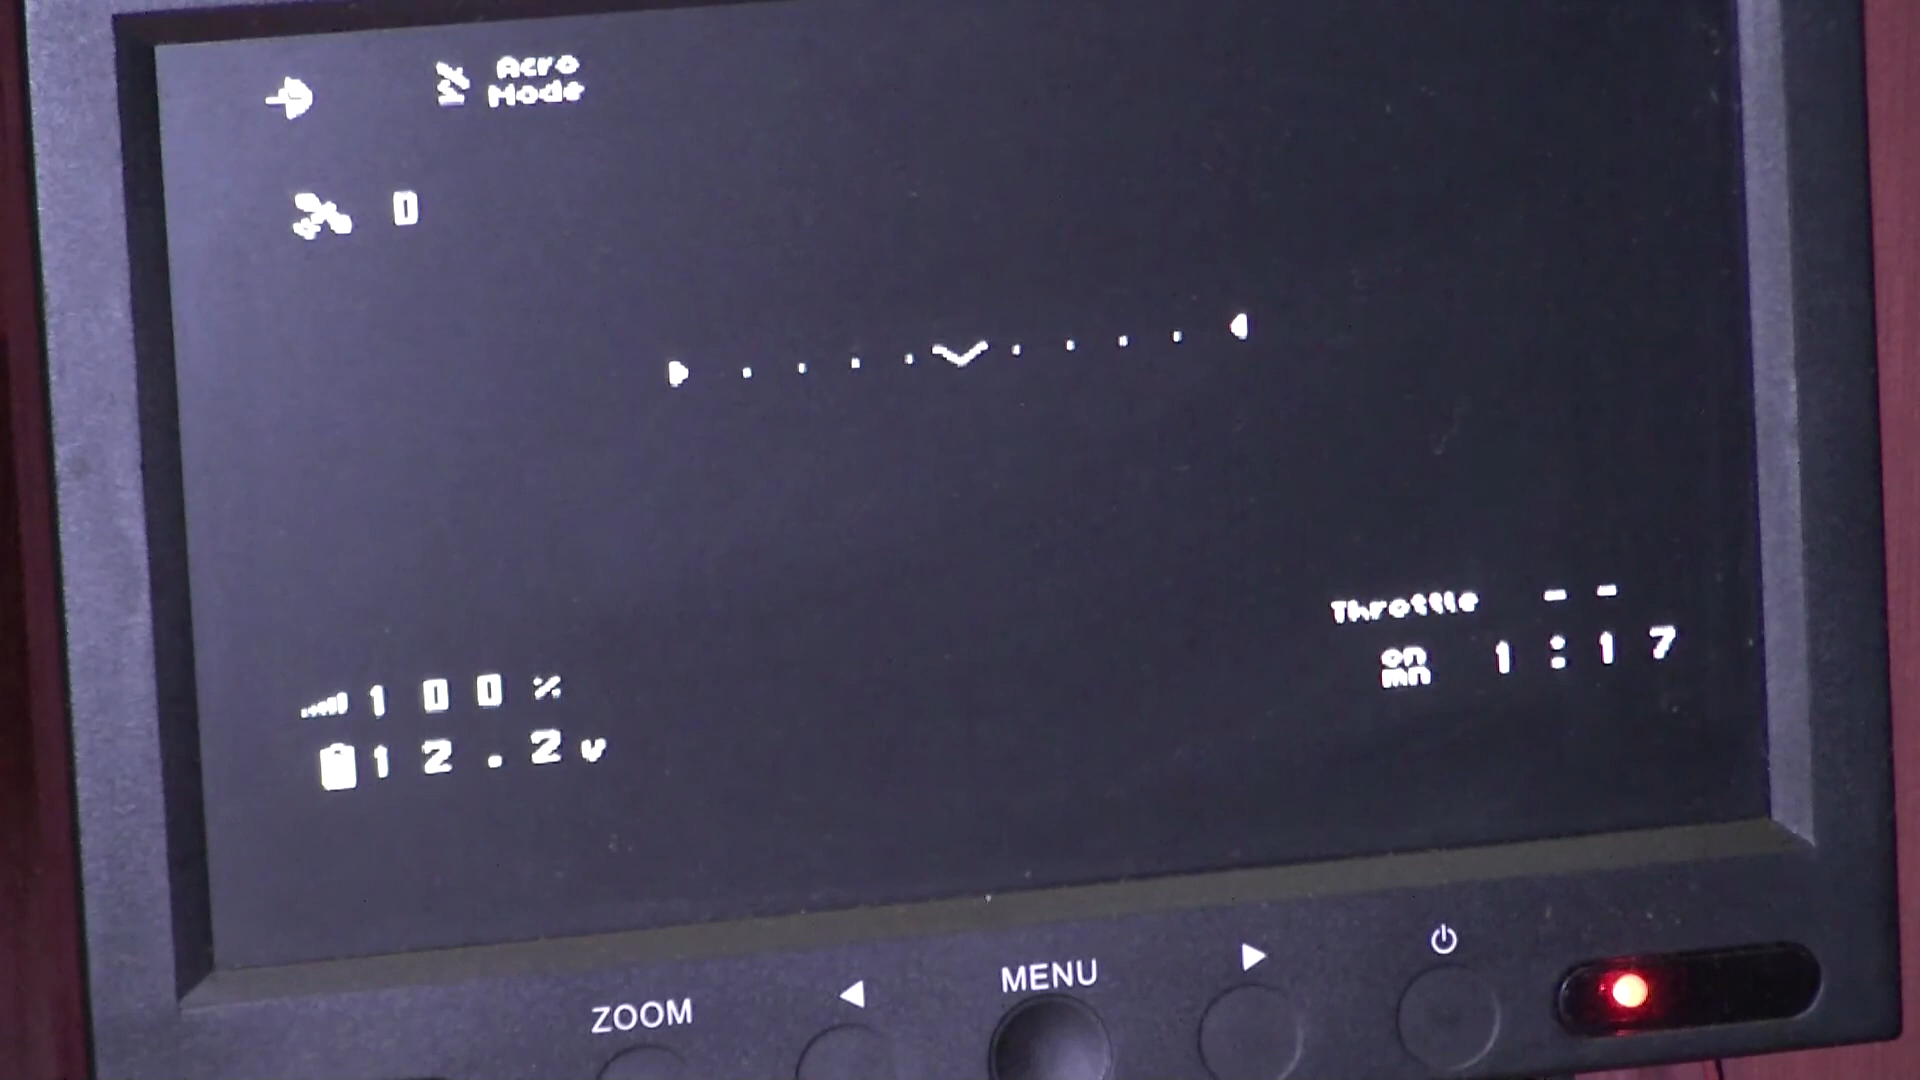 Acro
Mode
0
Throttle - -
on
mn 1:17
100%
12.2v
ZOOM
MENU